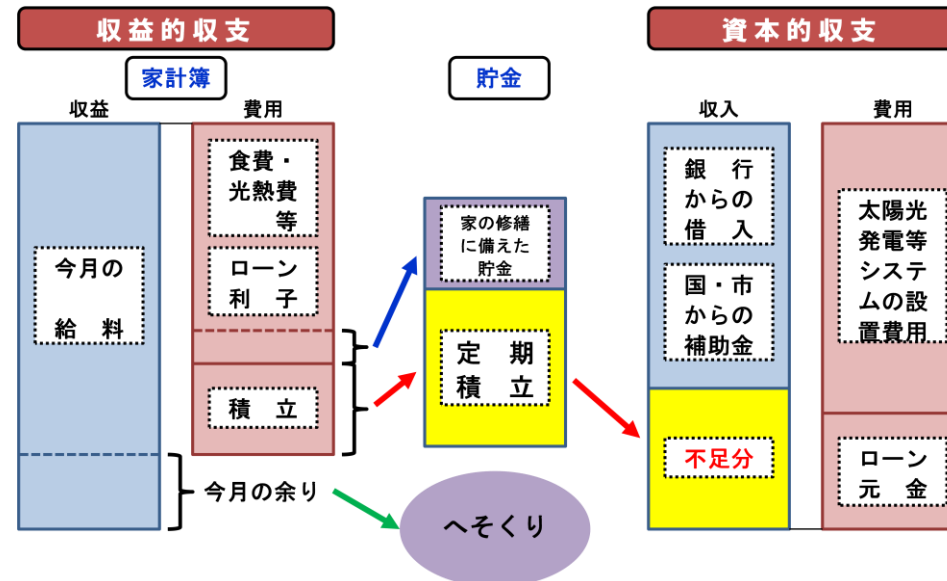 収益的収支
資本的収支
家計簿
貯金
収益
費用
収入
費用
今月の
給料
食費・
光熱費
等
ローン
利子
積立
今月の余り
家の修繕
に備えた
貯金
定期
積立
へそくり
銀行
からの
借入
国・市
からの
補助金
不足分
太陽光
発電等
システ
ムの設
置費用
ローン
元金